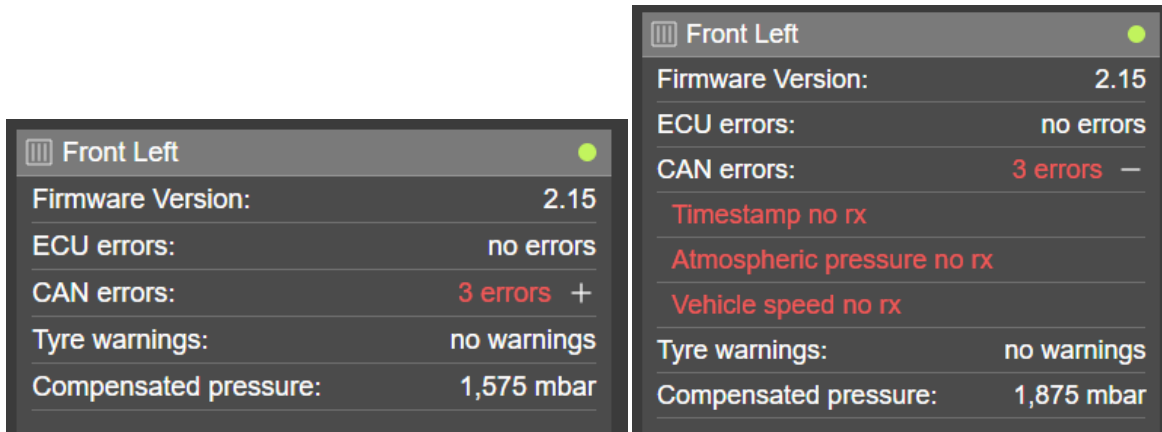 Front Left
Firmware Version: 2.15
ECU errors: no errors
CAN errors: 3 errors +
Tyre warnings: no warnings
Compensated pressure: 1,575 mbar
Front Left
Firmware Version: 2.15
ECU errors: no errors
CAN errors: 3 errors −
Timestamp no rx
Atmospheric pressure no rx
Vehicle speed no rx
Tyre warnings: no warnings
Compensated pressure: 1,875 mbar